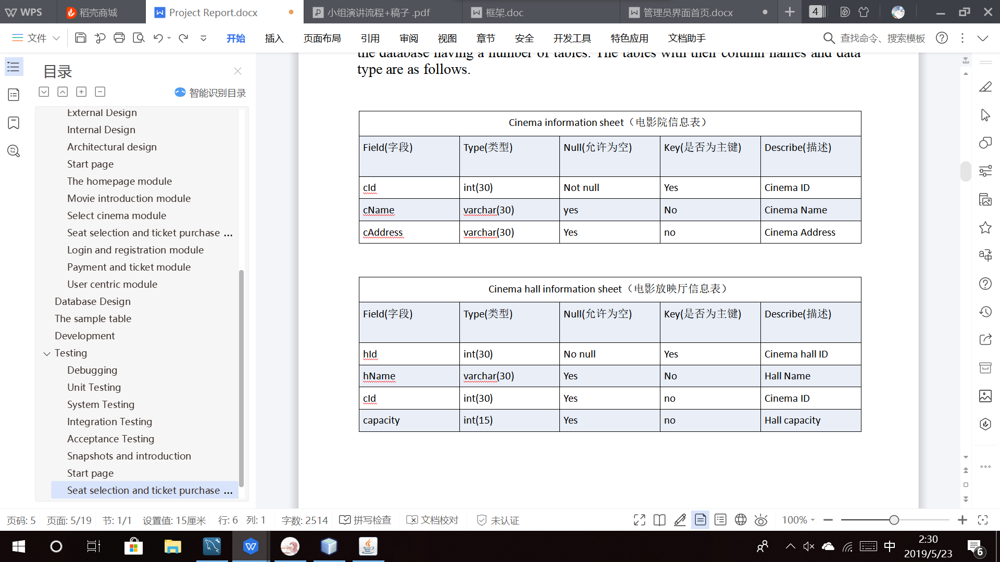 WPS
稻壳商城
Project Report.docx
小组演讲流程+稿子 .pdf
框架.doc
管理员界面首页.docx
4
文件
开始
插入
页面布局
引用
审阅
视图
章节
安全
开发工具
特色应用
文档助手
查找命令、搜索模板
目录
智能识别目录
External Design
Internal Design
Architectural design
Start page
The homepage module
Movie introduction module
Select cinema module
Seat selection and ticket purchase ...
Login and registration module
Payment and ticket module
User centric module
Database Design
The sample table
Development
Testing
Debugging
Unit Testing
System Testing
Integration Testing
Acceptance Testing
Snapshots and introduction
Start page
Seat selection and ticket purchase ...
the database having a number of tables. The tables with their column names and data
type are as follows.
Cinema information sheet（电影院信息表）
Field(字段) Type(类型) Null(允许为空) Key(是否为主键) Describe(描述)
cId int(30) Not null Yes Cinema ID
cName varchar(30) yes No Cinema Name
cAddress varchar(30) Yes no Cinema Address
Cinema hall information sheet（电影放映厅信息表）
Field(字段) Type(类型) Null(允许为空) Key(是否为主键) Describe(描述)
hId int(30) No null Yes Cinema hall ID
hName varchar(30) Yes No Hall Name
cId int(30) Yes no Cinema ID
capacity int(15) Yes no Hall capacity
页码: 5 页面: 5/19 节: 1/1 设置值: 15厘米 行: 6 列: 1 字数: 2514 拼写检查 文档校对 未认证 100%
中
2:30
2019/5/23
6